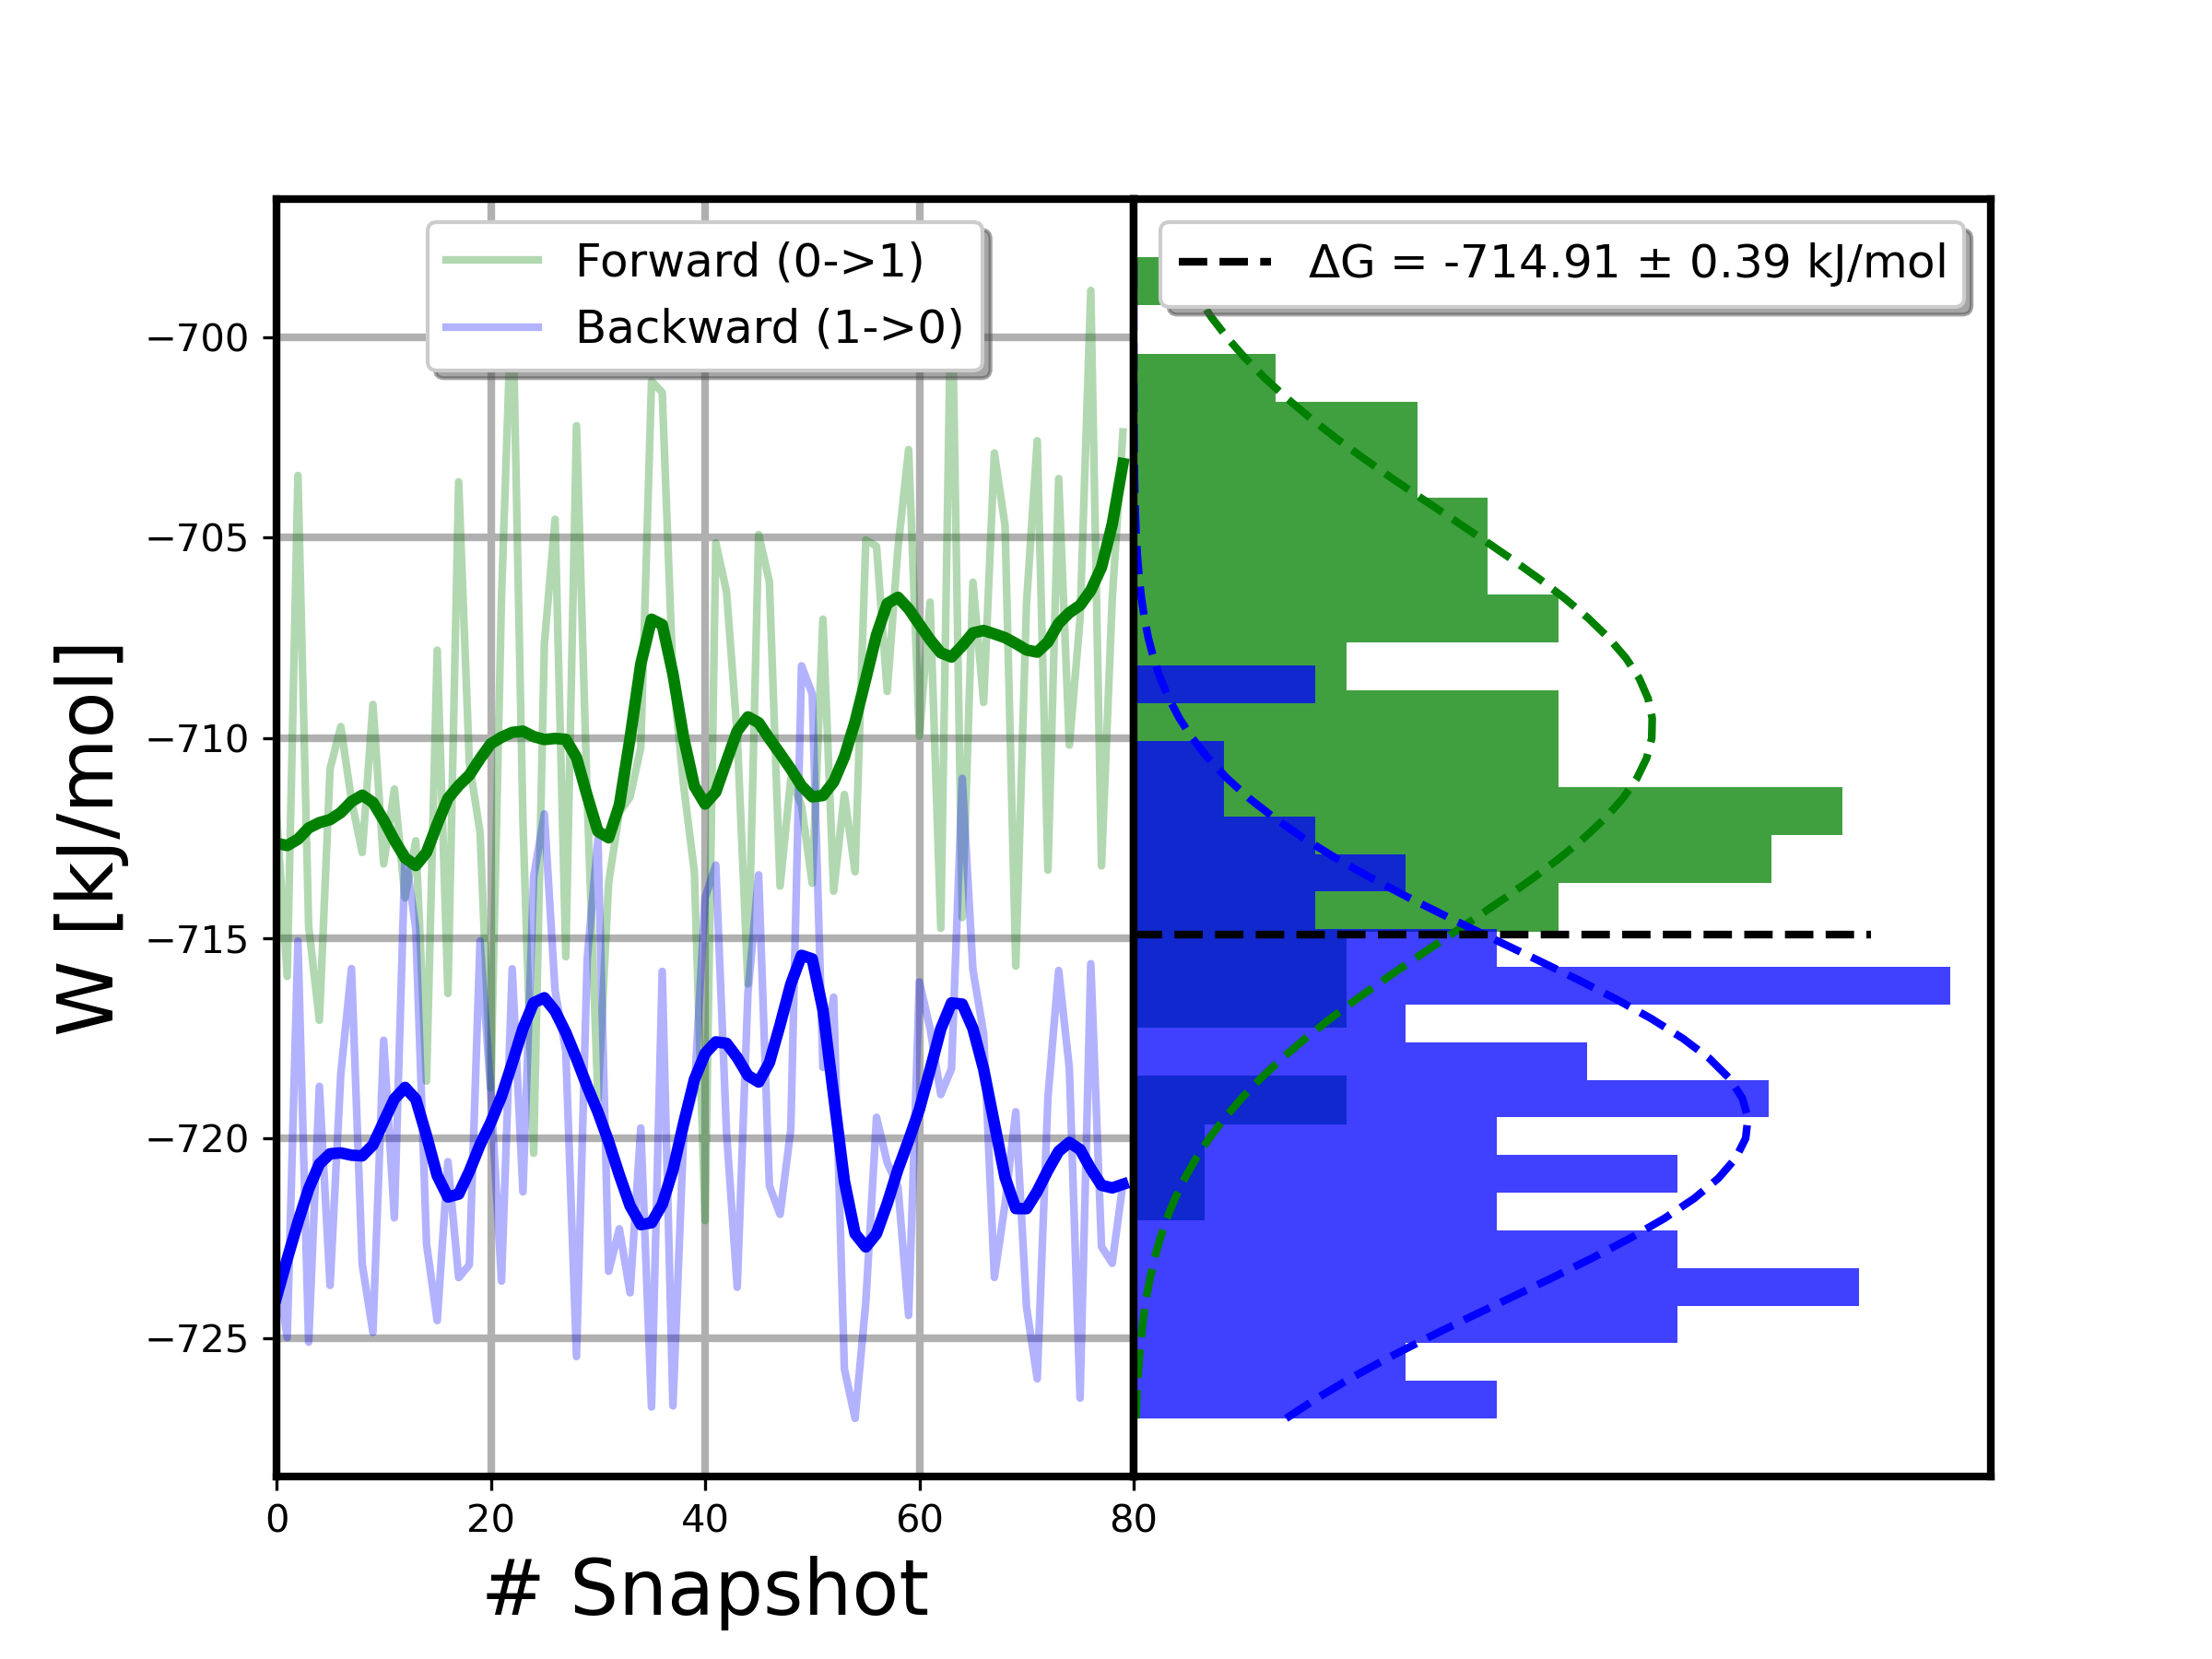 Forward (0->1)
Backward (1->0)
ΔG = -714.91 ± 0.39 kJ/mol
W [kJ/mol]
−700
−705
−710
−715
−720
−725
0 20 40 60 80
# Snapshot